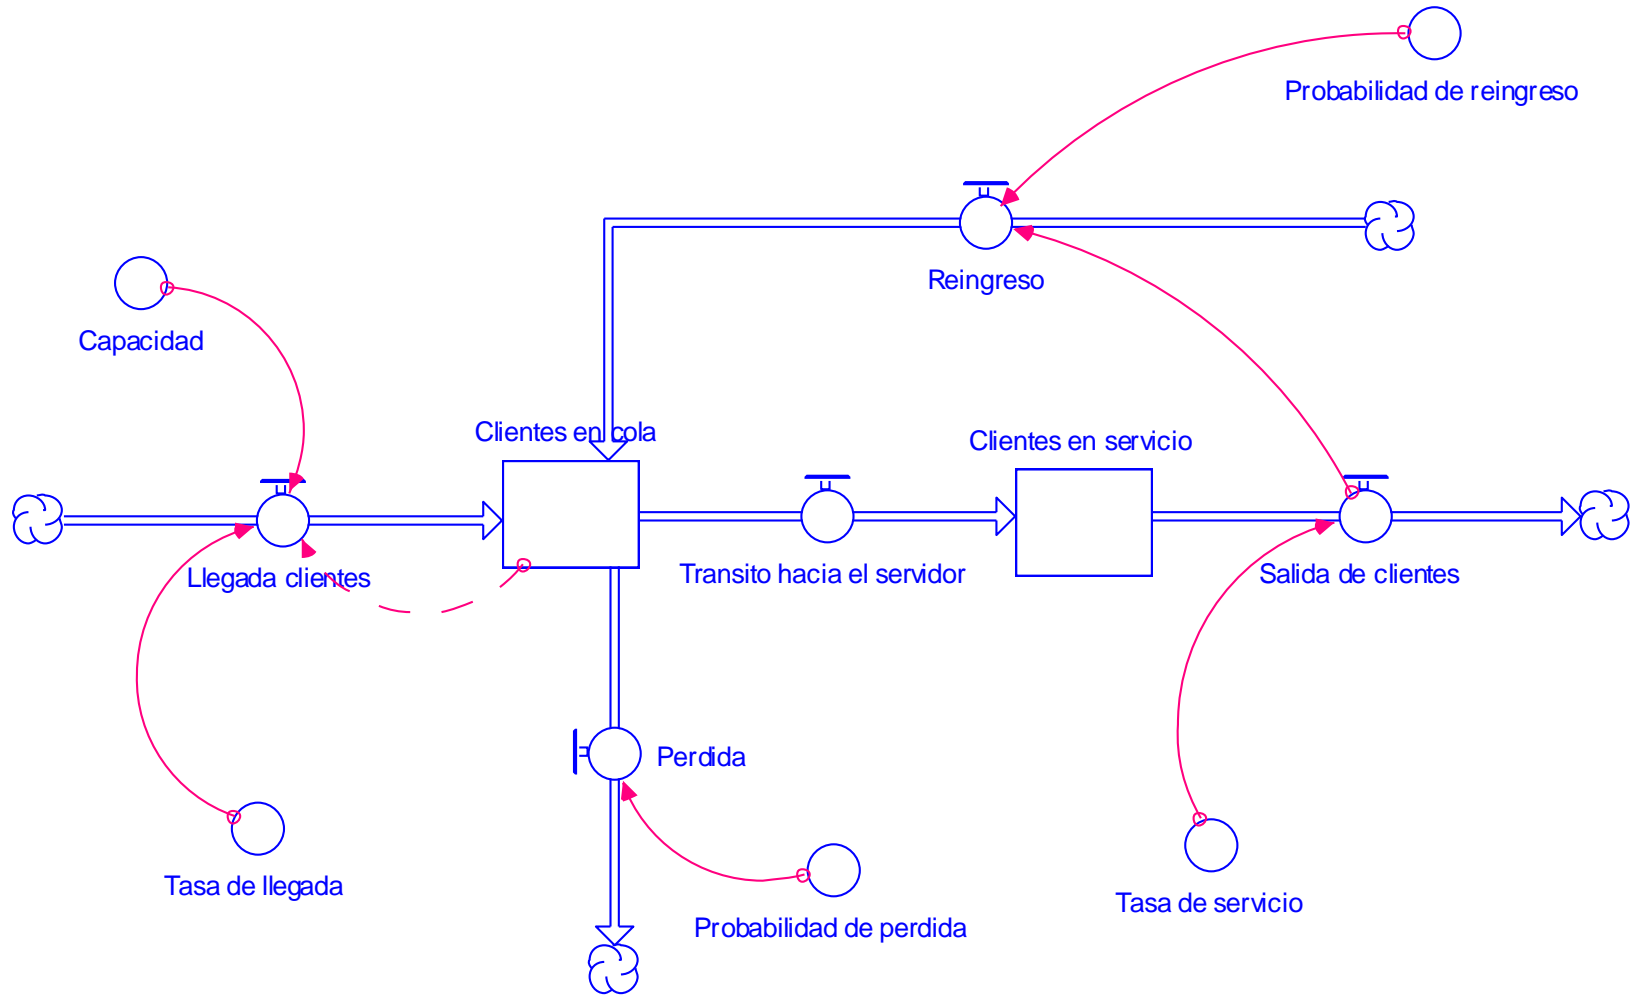 Probabilidad de reingreso
Reingreso
Capacidad
Clientes en cola
Clientes en servicio
Llegada clientes
Transito hacia el servidor
Salida de clientes
Perdida
Tasa de llegada
Probabilidad de perdida
Tasa de servicio